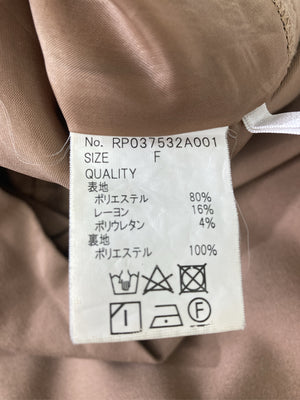 No. RP037532A001
SIZE F
QUALITY
表地
ポリエステル 80%
レーヨン 16%
ポリウレタン 4%
裏地
ポリエステル 100%
F